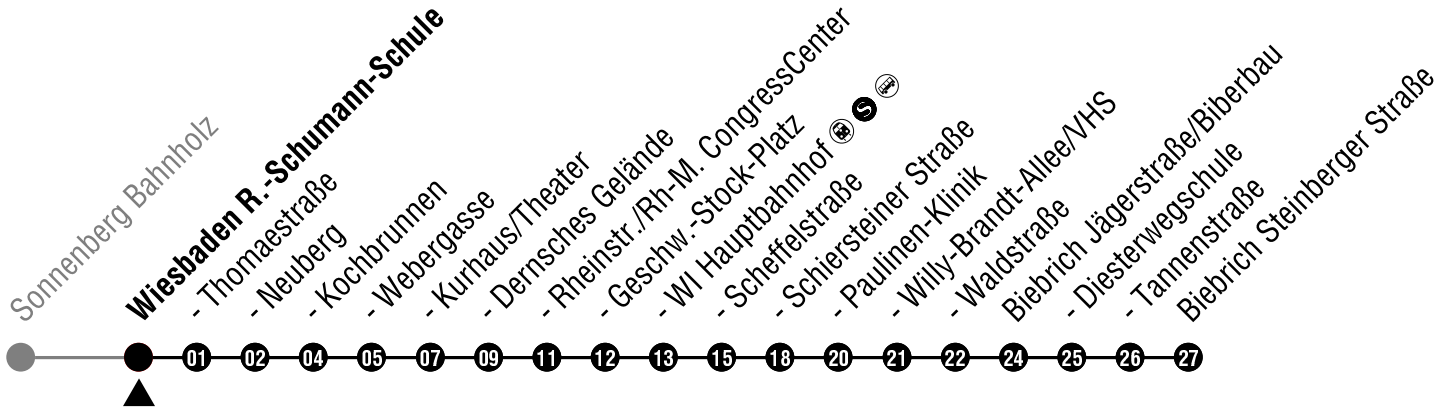 Sonnenberg Bahnholz
Wiesbaden R.-Schumann-Schule
- Thomaestraße
- Neuberg
- Kochbrunnen
- Webergasse
- Kurhaus/Theater
- Dernsches Gelände
- Rheinstr./Rh-M. CongressCenter
- Geschw.-Stock-Platz
- WI Hauptbahnhof S
- Scheffelstraße
- Schiersteiner Straße
- Paulinen-Klinik
- Willy-Brandt-Allee/VHS
- Waldstraße
Biebrich Jägerstraße/Biberbau
- Diesterwegschule
- Tannenstraße
Biebrich Steinberger Straße
01 02 04 05 07 09 11 12 13 15 18 20 21 22 24 25 26 27